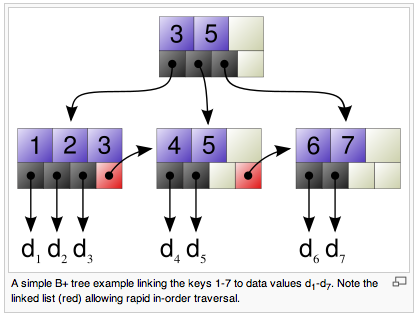 3 5
1 2 3 4 5 6 7
d1 d2 d3 d4 d5 d6 d7
A simple B+ tree example linking the keys 1-7 to data values d1-d7. Note the
linked list (red) allowing rapid in-order traversal.